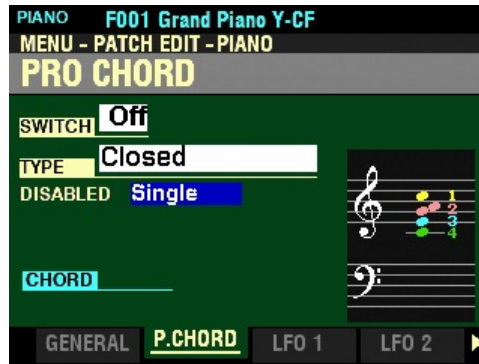 PIANO F001 Grand Piano Y-CF
MENU - PATCH EDIT - PIANO
PRO CHORD
SWITCH Off
TYPE Closed
DISABLED Single
1
2
3
4
CHORD
GENERAL P.CHORD LFO 1 LFO 2